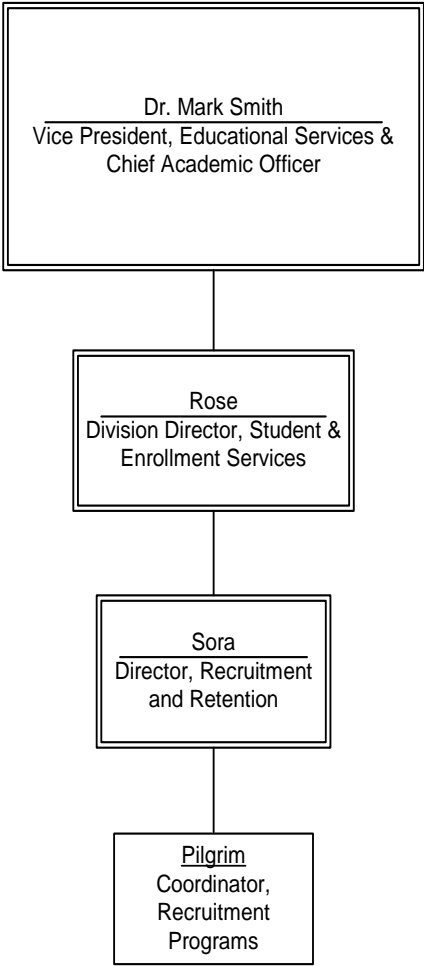 Dr. Mark Smith
Vice President, Educational Services &
Chief Academic Officer
Rose
Division Director, Student &
Enrollment Services
Sora
Director, Recruitment
and Retention
Pilgrim
Coordinator,
Recruitment
Programs